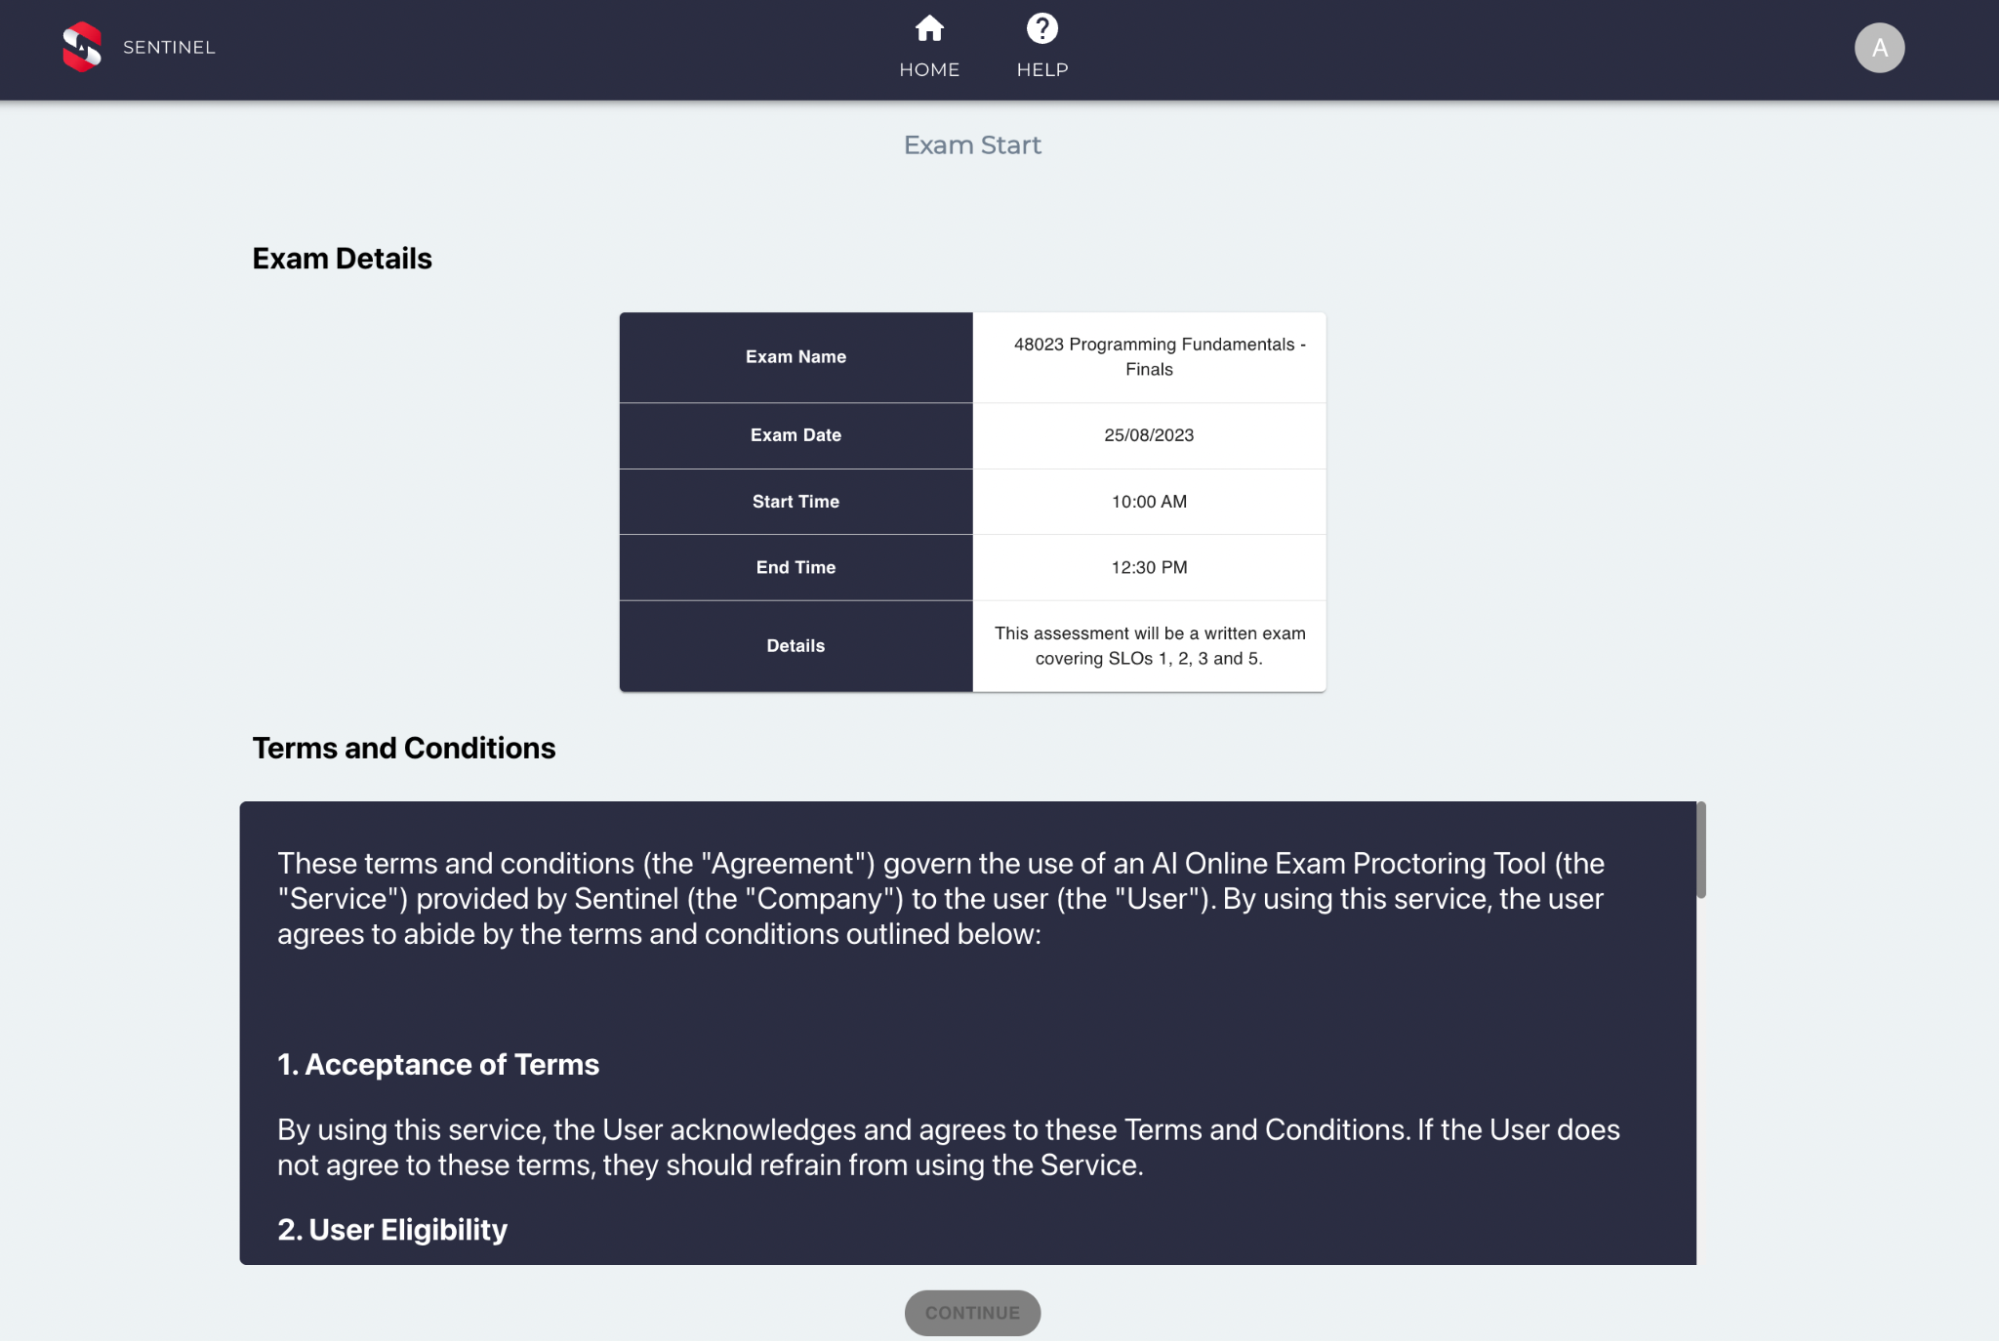 SENTINEL
HOME
HELP
A
Exam Start
Exam Details
Exam Name
48023 Programming Fundamentals -
Finals
Exam Date
25/08/2023
Start Time
10:00 AM
End Time
12:30 PM
Details
This assessment will be a written exam
covering SLOs 1, 2, 3 and 5.
Terms and Conditions
These terms and conditions (the "Agreement") govern the use of an AI Online Exam Proctoring Tool (the
"Service") provided by Sentinel (the "Company") to the user (the "User"). By using this service, the user
agrees to abide by the terms and conditions outlined below:
1. Acceptance of Terms
By using this service, the User acknowledges and agrees to these Terms and Conditions. If the User does
not agree to these terms, they should refrain from using the Service.
2. User Eligibility
CONTINUE